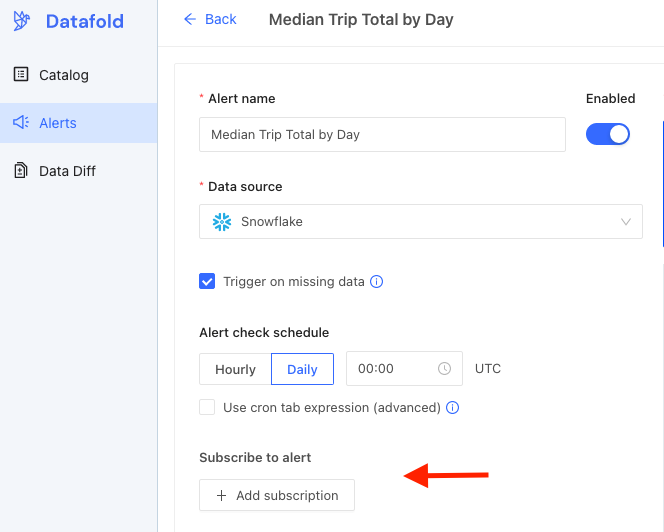 Datafold
Back
Median Trip Total by Day
Catalog
Alerts
Data Diff
* Alert name
Enabled
Median Trip Total by Day
* Data source
Snowflake
Trigger on missing data
Alert check schedule
Hourly
Daily
00:00
UTC
Use cron tab expression (advanced)
Subscribe to alert
+ Add subscription